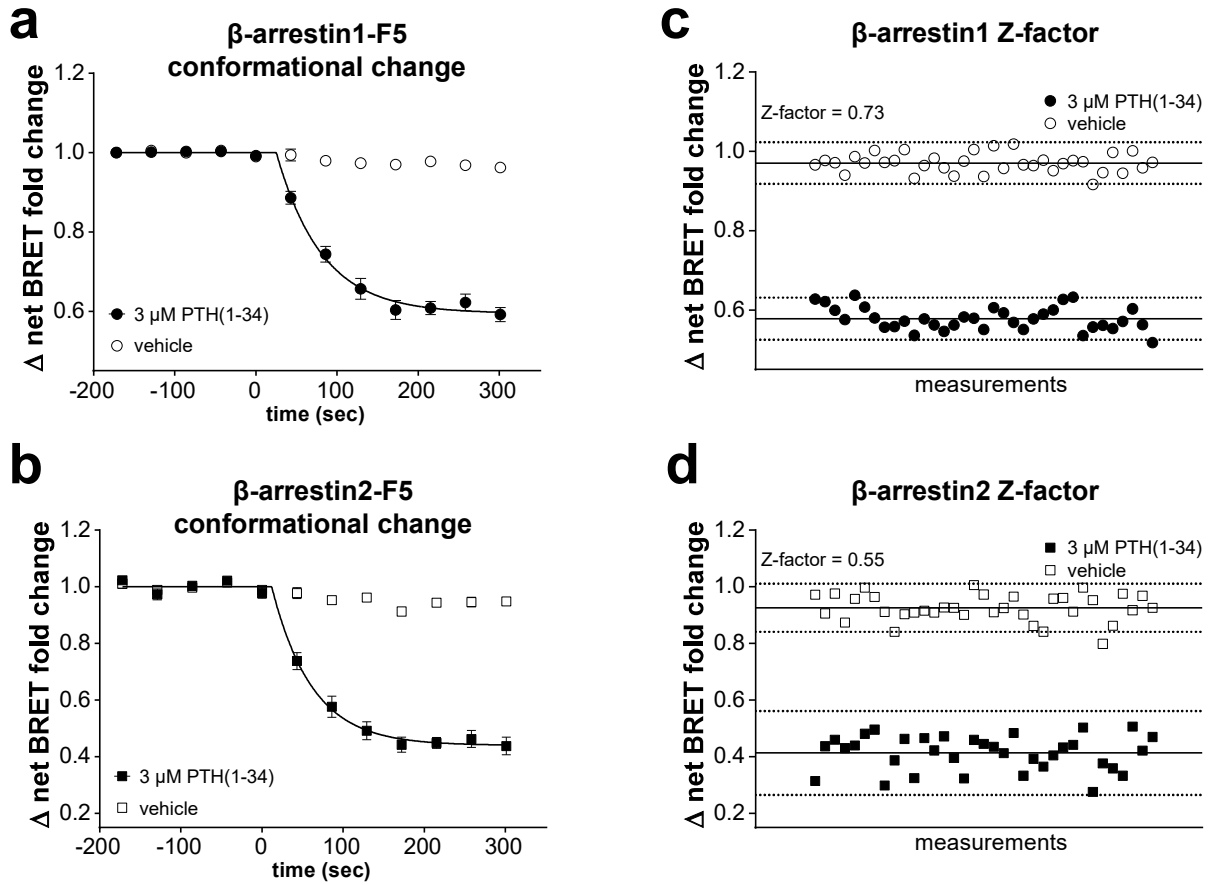 a
β-arrestin1-F5
conformational change
Δ net BRET fold change
1.2
1.0
0.8
0.6
3 µM PTH(1-34)
vehicle
-200
-100
0
100
200
300
time (sec)
b
β-arrestin2-F5
conformational change
Δ net BRET fold change
1.2
1.0
0.8
0.6
0.4
0.2
3 µM PTH(1-34)
vehicle
-200
-100
0
100
200
300
time (sec)
c
β-arrestin1 Z-factor
Δ net BRET fold change
1.2
1.0
0.8
0.6
Z-factor = 0.73
3 µM PTH(1-34)
vehicle
measurements
d
β-arrestin2 Z-factor
Δ net BRET fold change
1.2
1.0
0.8
0.6
0.4
0.2
Z-factor = 0.55
3 µM PTH(1-34)
vehicle
measurements